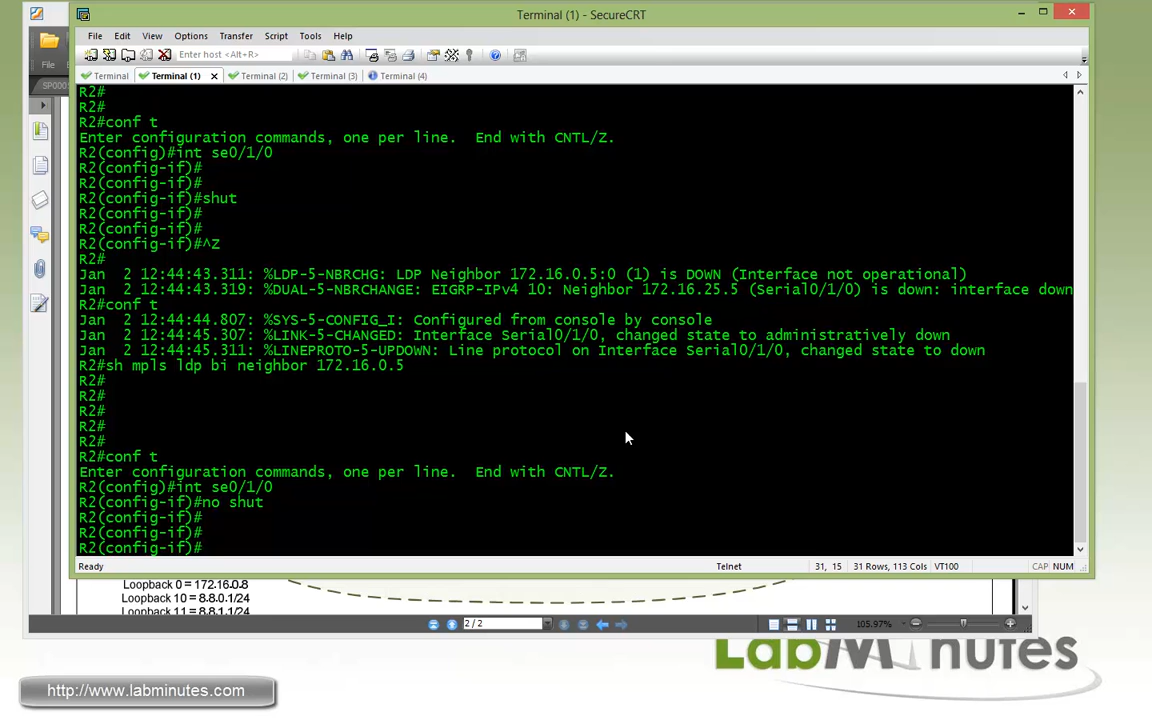 Terminal (1) - SecureCRT
File Edit View Options Transfer Script Tools Help
Enter host <Alt+R>
File
Terminal Terminal (1) Terminal (2) Terminal (3) Terminal (4)
SP000
R2#
R2#
R2#conf t
Enter configuration commands, one per line.  End with CNTL/Z.
R2(config)#int se0/1/0
R2(config-if)#
R2(config-if)#
R2(config-if)#shut
R2(config-if)#
R2(config-if)#
R2(config-if)#^Z
R2#
Jan  2 12:44:43.311: %LDP-5-NBRCHG: LDP Neighbor 172.16.0.5:0 (1) is DOWN (Interface not operational)
Jan  2 12:44:43.319: %DUAL-5-NBRCHANGE: EIGRP-IPv4 10: Neighbor 172.16.25.5 (Serial0/1/0) is down: interface down
R2#conf t
Jan  2 12:44:44.807: %SYS-5-CONFIG_I: Configured from console by console
Jan  2 12:44:45.307: %LINK-5-CHANGED: Interface Serial0/1/0, changed state to administratively down
Jan  2 12:44:45.311: %LINEPROTO-5-UPDOWN: Line protocol on Interface Serial0/1/0, changed state to down
R2#sh mpls ldp bi neighbor 172.16.0.5
R2#
R2#
R2#
R2#
R2#
R2#conf t
Enter configuration commands, one per line.  End with CNTL/Z.
R2(config)#int se0/1/0
R2(config-if)#no shut
R2(config-if)#
R2(config-if)#
R2(config-if)#
Ready Telnet 31, 15 31 Rows, 113 Cols VT100 CAP NUM
Loopback 0 = 172.16.0.8
Loopback 10 = 8.8.0.1/24
Loopback 11 = 8.8.1.1/24
2 / 2 105.97%
LabMinutes
http://www.labminutes.com